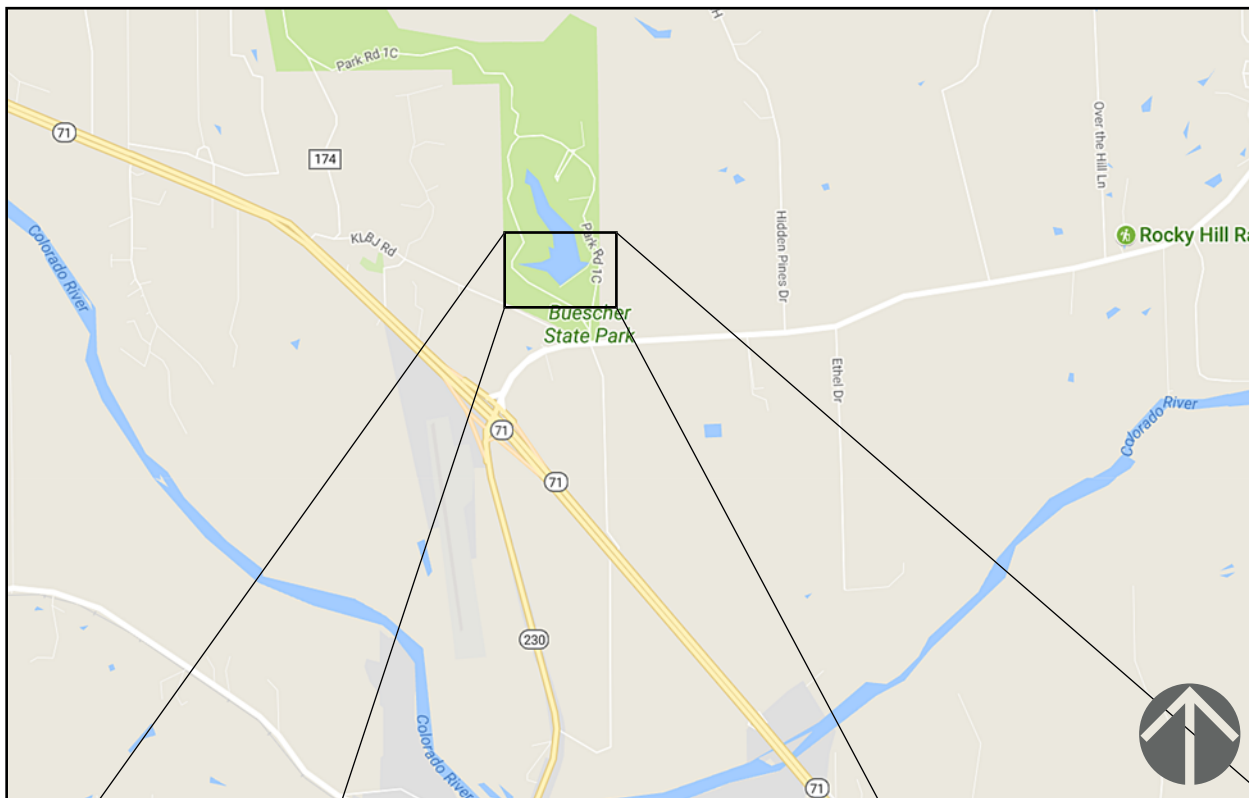 H
Park Rd 1C
71
174
Over the Hill Ln
Colorado River
KLBJ Rd
Park Rd 1C
Hidden Pines Dr
Rocky Hill Ra
Buescher
State Park
Ethel Dr
Colorado River
71
71
230
Colorado River
71